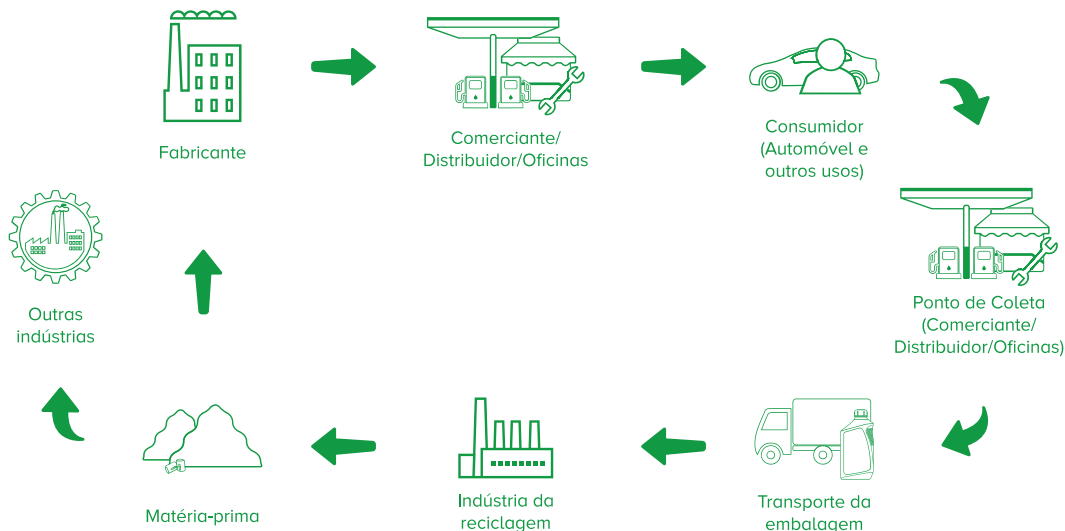 Fabricante
Comerciante/
Distribuidor/Oficinas
Consumidor
(Automóvel e
outros usos)
Ponto de Coleta
(Comerciante/
Distribuidor/Oficinas)
Transporte da
embalagem
Indústria da
reciclagem
Matéria-prima
Outras
indústrias